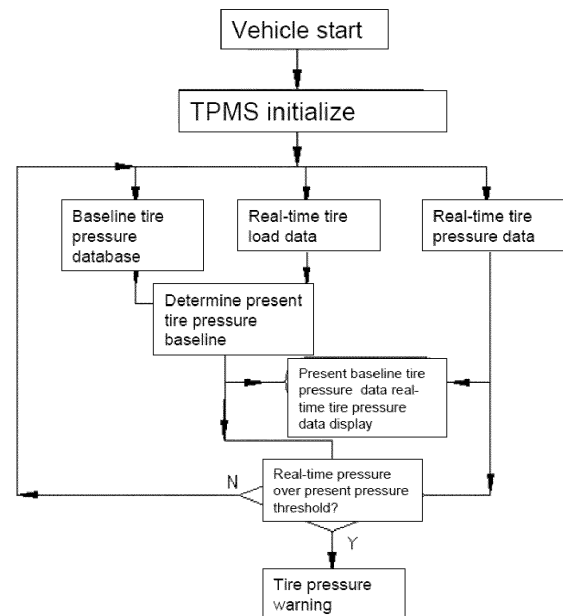 Vehicle start
TPMS initialize
Baseline tire
pressure
database
Real-time tire
load data
Real-time tire
pressure data
Determine present
tire pressure
baseline
Present baseline tire
pressure data real-
time tire pressure
data display
Real-time pressure
over present pressure
threshold?
N
Y
Tire pressure
warning